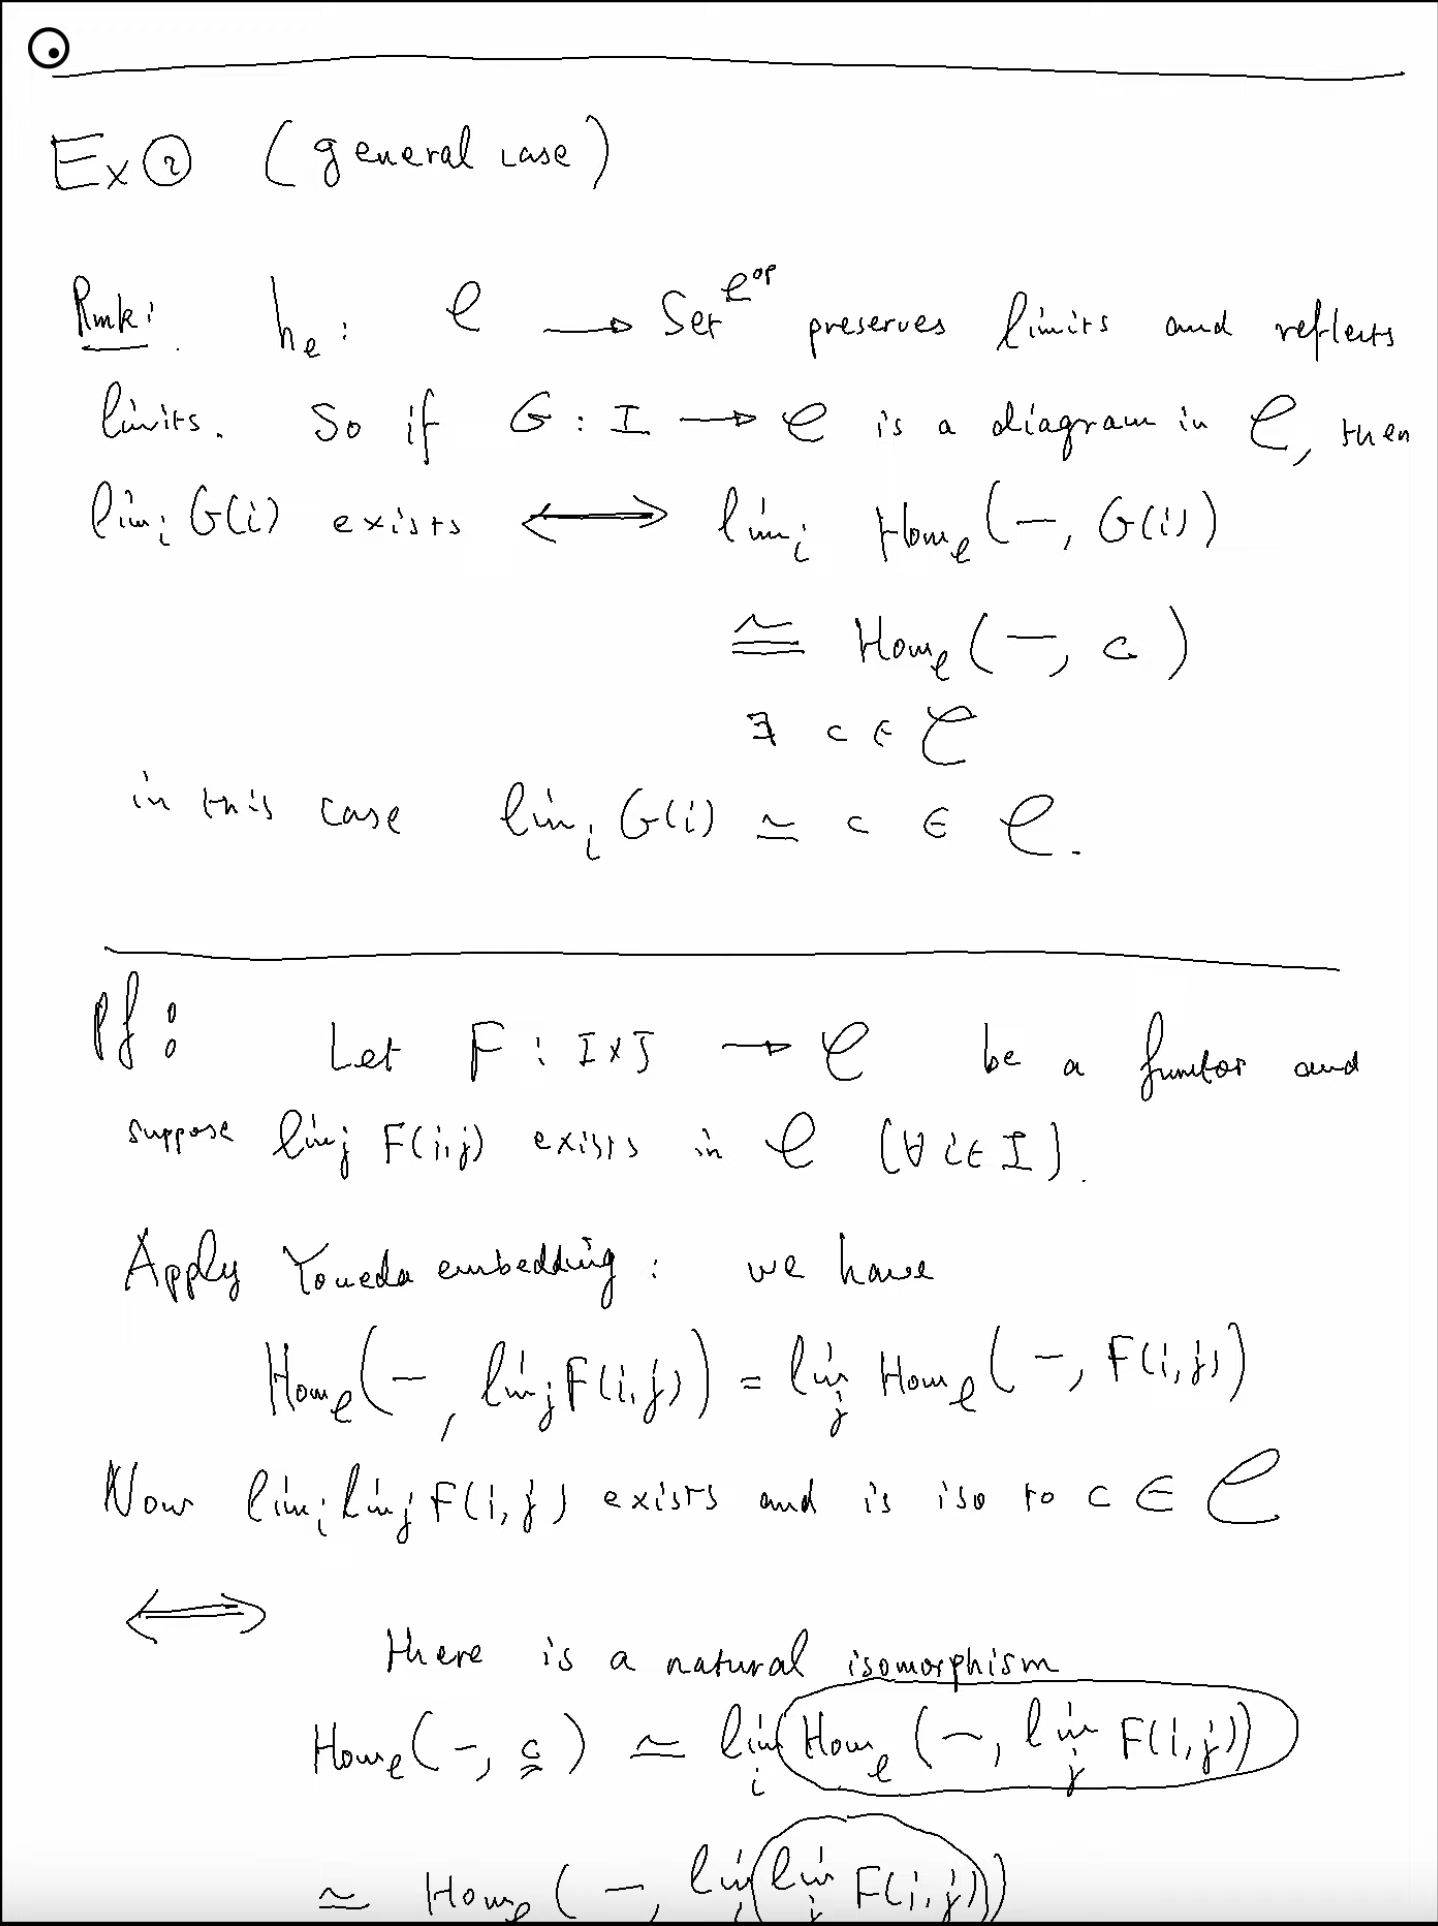 Ex② (general case)
Rmk: h_𝒞 : 𝒞 → Set^{𝒞^{op}} preserves limits and reflects
limits. So if G : I → 𝒞 is a diagram in 𝒞, then
lim_i G(i) exists ⟺ lim_i Hom_𝒞(−, G(i))
≅ Hom_𝒞(−, c)
∃ c ∈ 𝒞
in this case lim_i G(i) ≃ c ∈ 𝒞.
Pf: Let F : I×J → 𝒞 be a functor and
suppose lim_j F(i,j) exists in 𝒞 (∀ i ∈ I).
Apply Yoneda embedding: we have
Hom_𝒞(−, lim_j F(i,j)) = lim_j Hom_𝒞(−, F(i,j))
Now lim_i lim_j F(i,j) exists and is iso to c ∈ 𝒞
⟺
there is a natural isomorphism
Hom_𝒞(−, c) ≃ lim_i Hom_𝒞(−, lim_j F(i,j))
≃ Hom_𝒞(−, lim_i lim_j F(i,j))